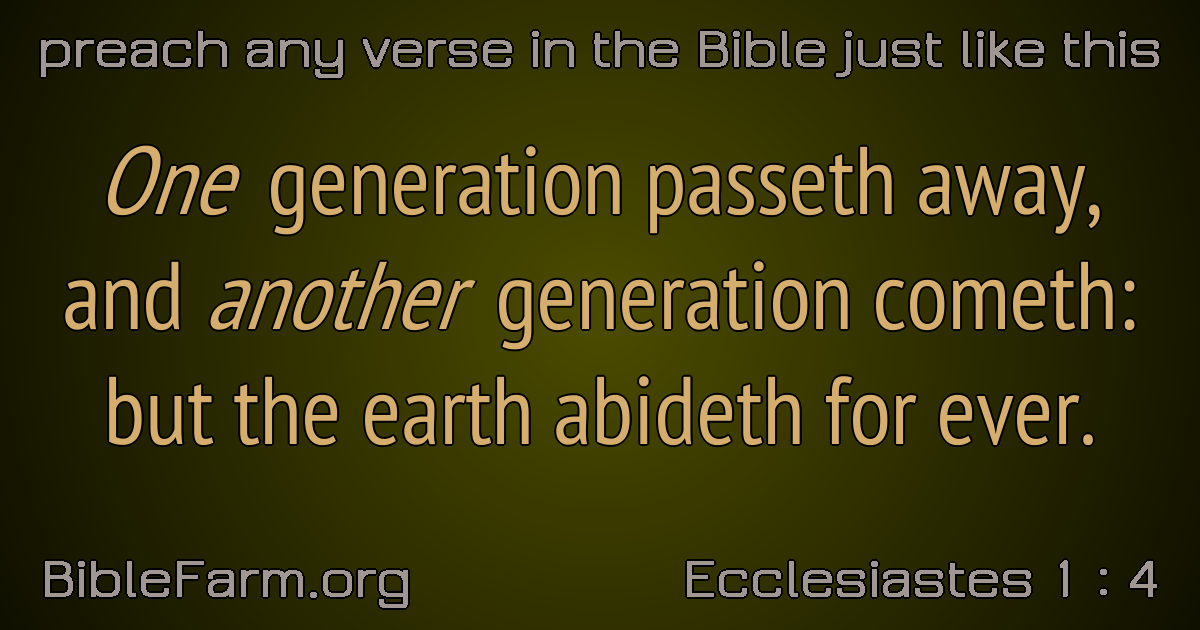 preach any verse in the Bible just like this
One generation passeth away,
and another generation cometh:
but the earth abideth for ever.
BibleFarm.org
Ecclesiastes 1 : 4